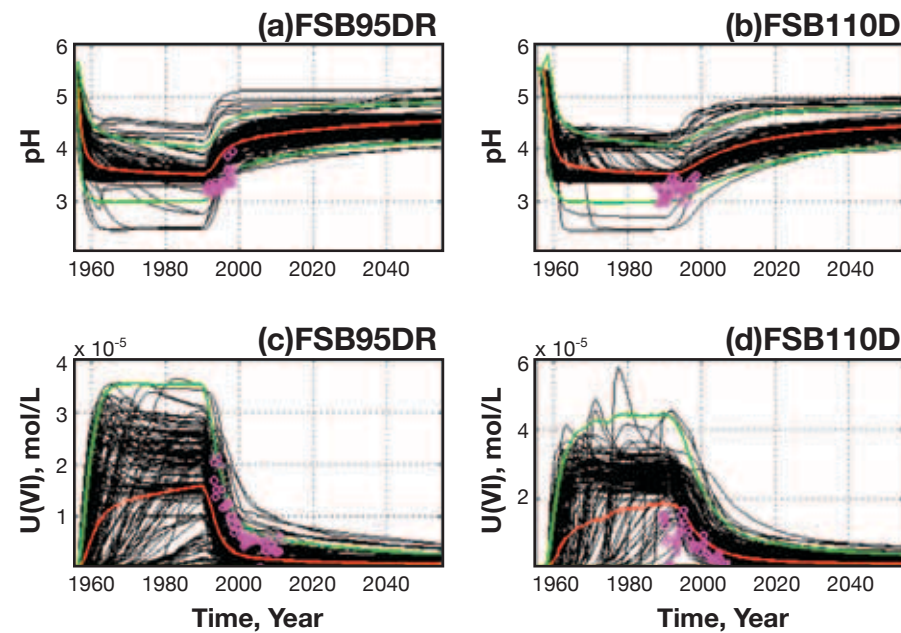 (a)FSB95DR
(b)FSB110D
6
5
4
3
pH
1960 1980 2000 2020 2040
6
5
4
3
pH
1960 1980 2000 2020 2040
(c)FSB95DR
(d)FSB110D
x 10-5
4
3
2
1
U(VI), mol/L
1960 1980 2000 2020 2040
Time, Year
x 10-5
6
4
2
U(VI), mol/L
1960 1980 2000 2020 2040
Time, Year